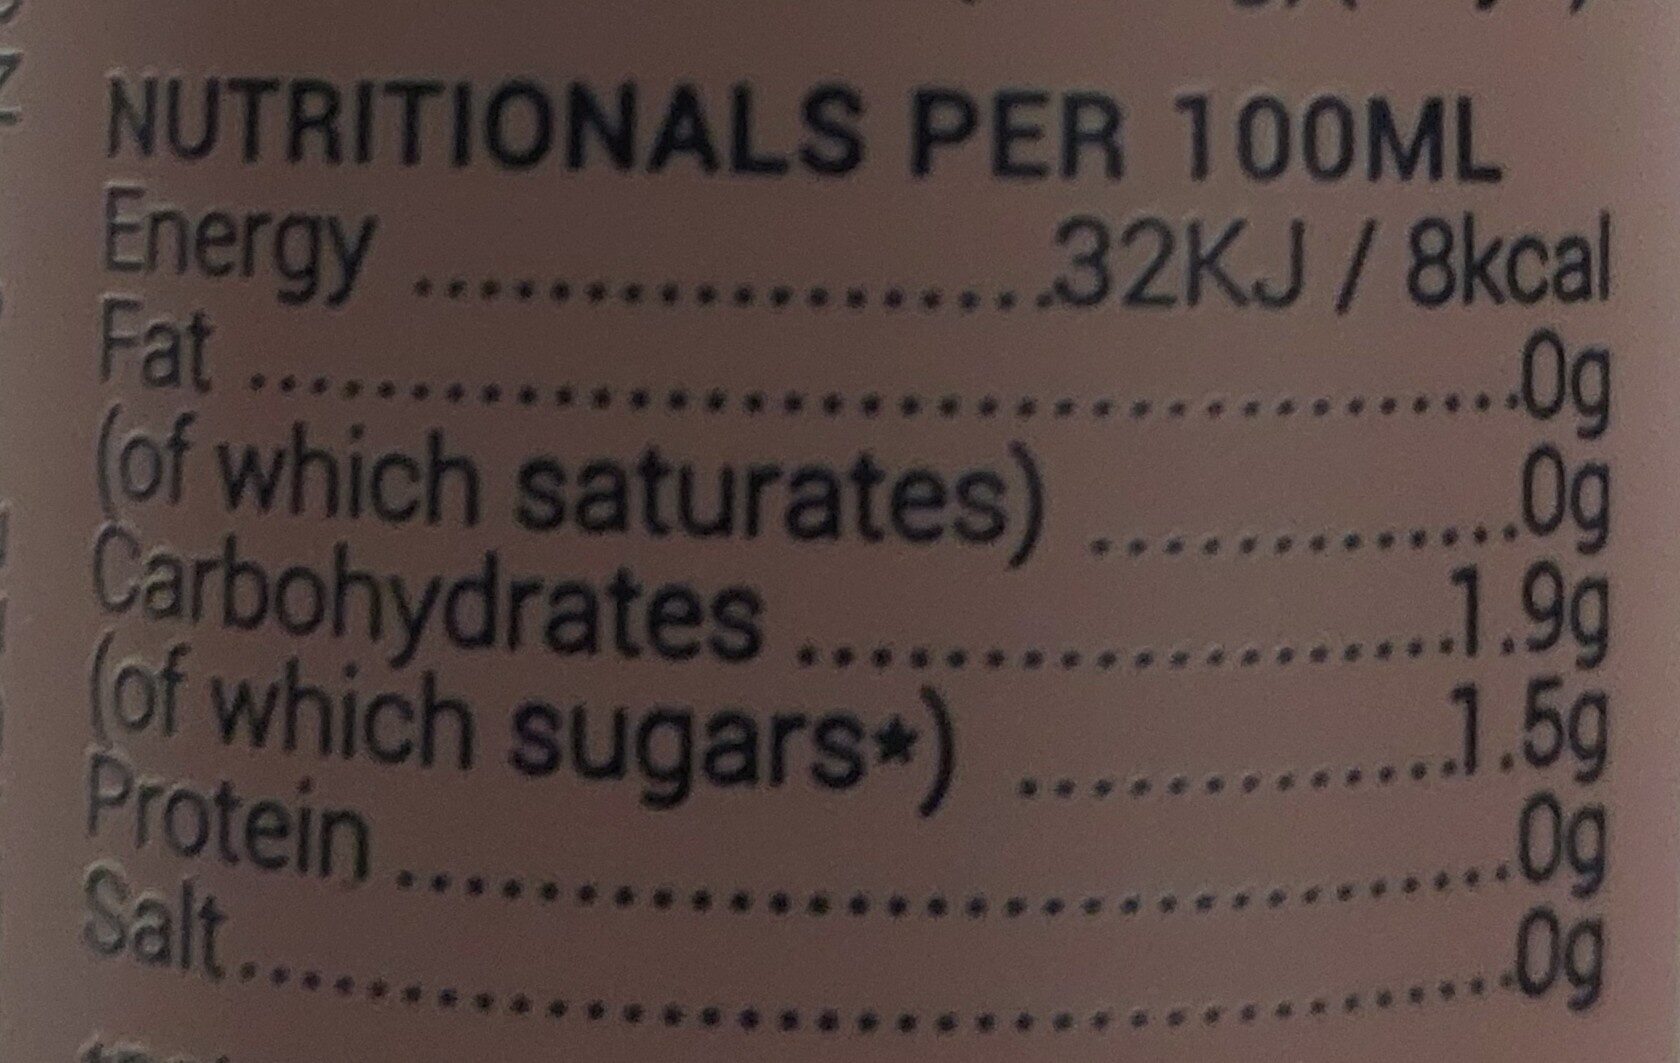 NUTRITIONALS PER 100ML
Energy ....................32KJ / 8kcal
Fat ....................................0g
(of which saturates) ............0g
Carbohydrates ..................1.9g
(of which sugars*) ............1.5g
Protein ...............................0g
Salt.....................................0g